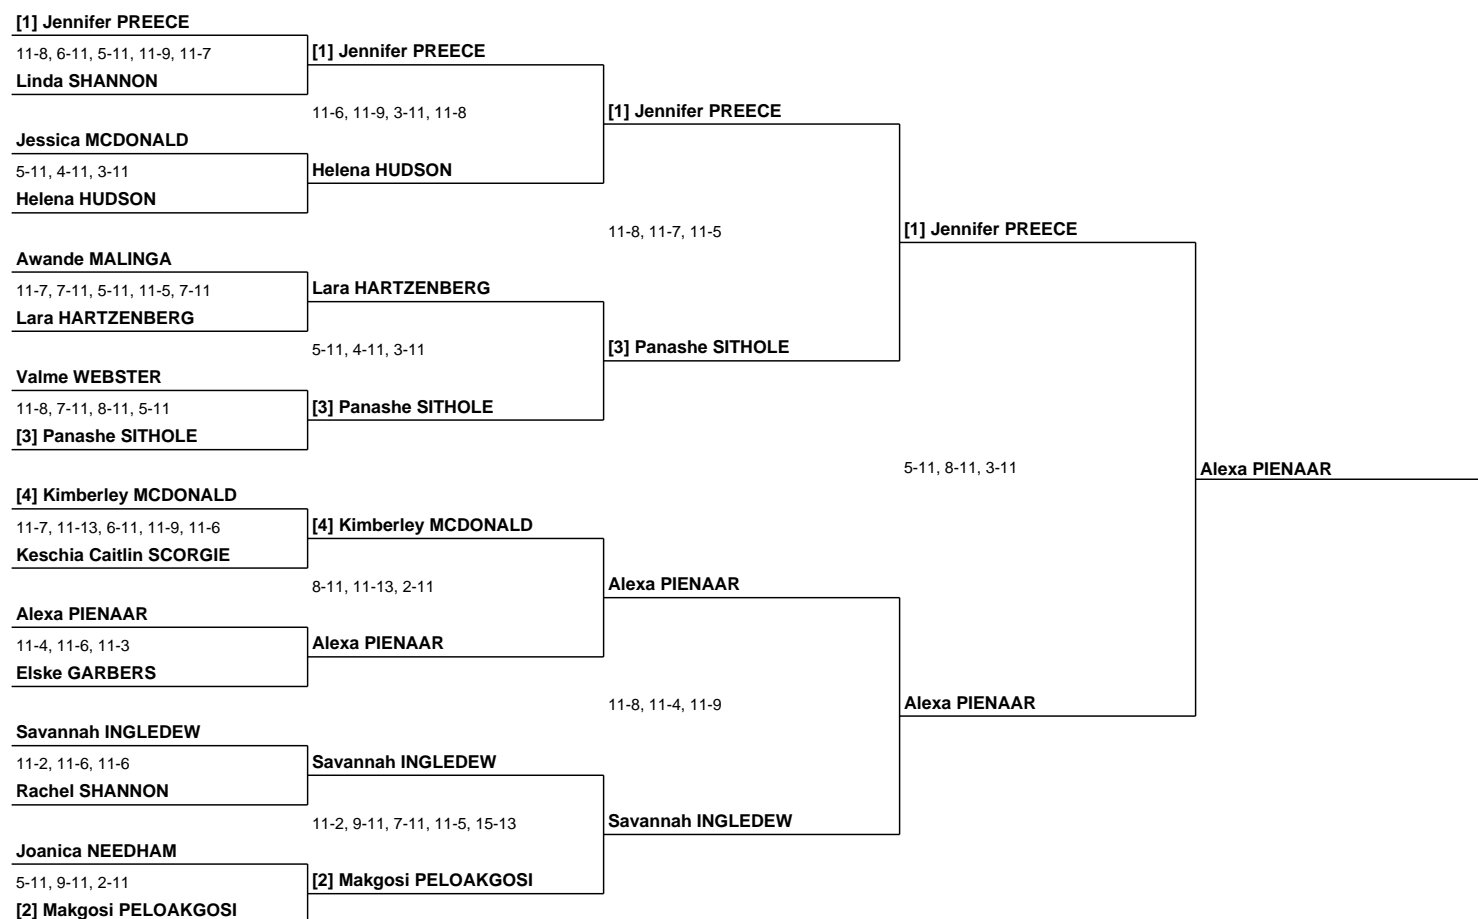 [1] Jennifer PREECE
11-8, 6-11, 5-11, 11-9, 11-7
Linda SHANNON
Jessica MCDONALD
5-11, 4-11, 3-11
Helena HUDSON
Awande MALINGA
11-7, 7-11, 5-11, 11-5, 7-11
Lara HARTZENBERG
Valme WEBSTER
11-8, 7-11, 8-11, 5-11
[3] Panashe SITHOLE
[4] Kimberley MCDONALD
11-7, 11-13, 6-11, 11-9, 11-6
Keschia Caitlin SCORGIE
Alexa PIENAAR
11-4, 11-6, 11-3
Elske GARBERS
Savannah INGLEDEW
11-2, 11-6, 11-6
Rachel SHANNON
Joanica NEEDHAM
5-11, 9-11, 2-11
[2] Makgosi PELOAKGOSI
[1] Jennifer PREECE
11-6, 11-9, 3-11, 11-8
Helena HUDSON
Lara HARTZENBERG
5-11, 4-11, 3-11
[3] Panashe SITHOLE
[4] Kimberley MCDONALD
8-11, 11-13, 2-11
Alexa PIENAAR
Savannah INGLEDEW
11-2, 9-11, 7-11, 11-5, 15-13
[2] Makgosi PELOAKGOSI
[1] Jennifer PREECE
11-8, 11-7, 11-5
[3] Panashe SITHOLE
Alexa PIENAAR
11-8, 11-4, 11-9
Savannah INGLEDEW
[1] Jennifer PREECE
5-11, 8-11, 3-11
Alexa PIENAAR
Alexa PIENAAR